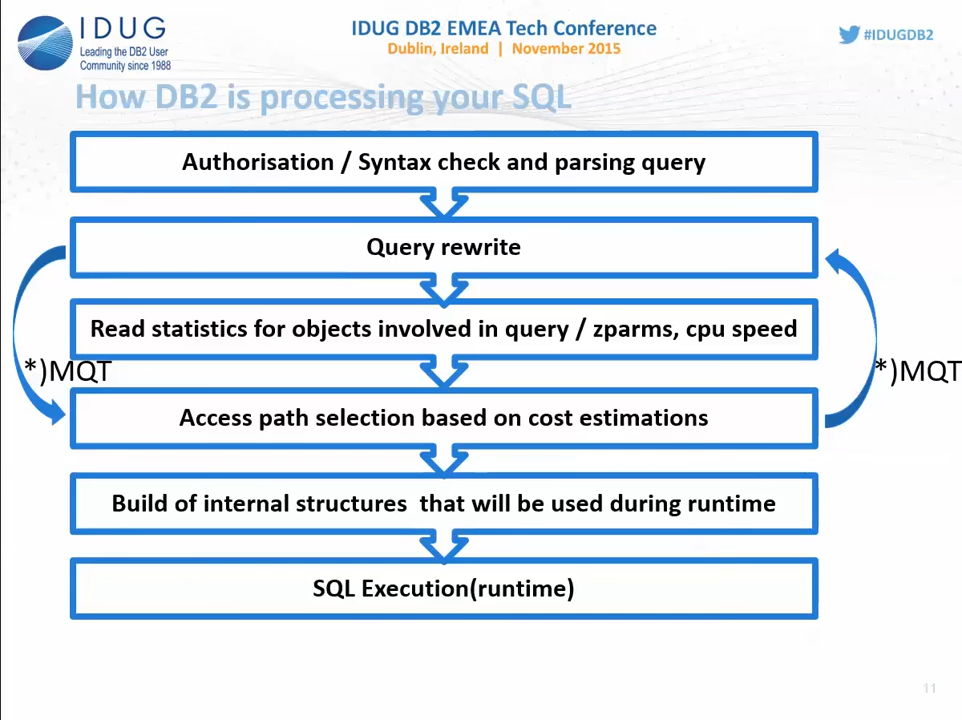 IDUG
Leading the DB2 User
Community since 1988
IDUG DB2 EMEA Tech Conference
Dublin, Ireland | November 2015
#IDUGDB2
How DB2 is processing your SQL
Authorisation / Syntax check and parsing query
Query rewrite
Read statistics for objects involved in query / zparms, cpu speed
*)MQT
*)MQT
Access path selection based on cost estimations
Build of internal structures that will be used during runtime
SQL Execution(runtime)
11